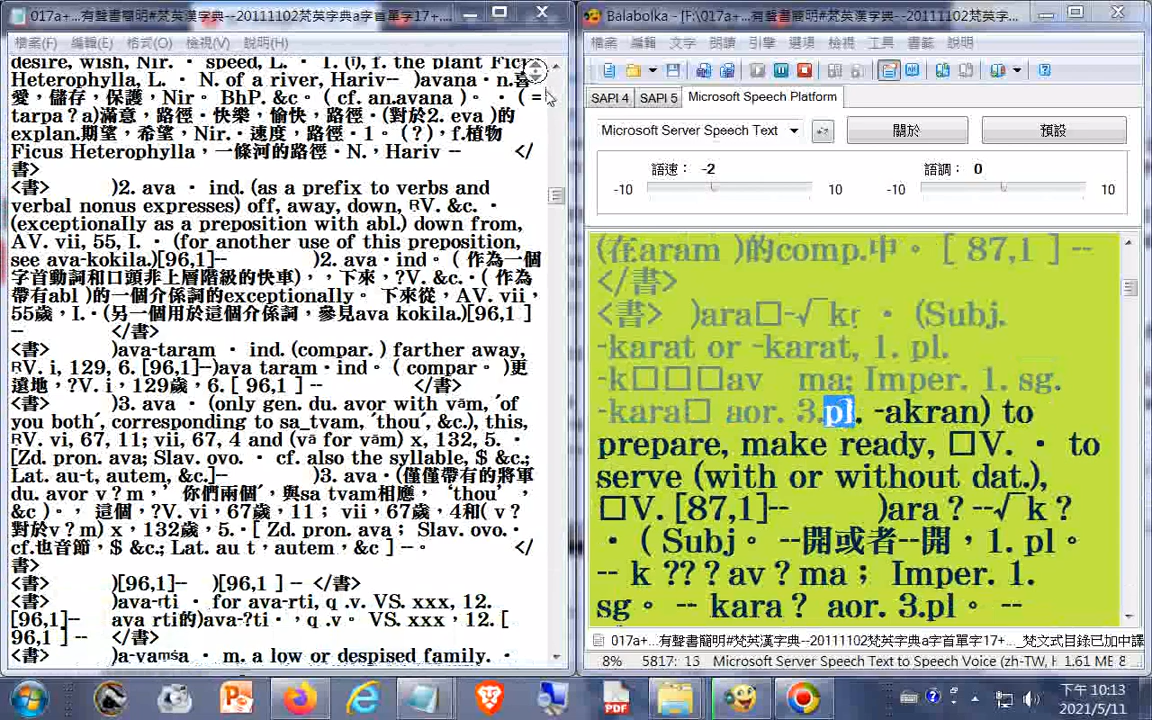 017a+...有聲書簡明#梵英漢字典--20111102梵英字典a字首單字17+...
檔案(F) 編輯(E) 格式(O) 檢視(V) 說明(H)
desire, wish, Nir. · speed, L. · 1. (ī), f. the plant Ficus
Heterophylla, L. · N. of a river, Hariv-- )avana · n.喜
愛，儲存，保護，Nir。 BhP. &c。( cf. an.avana )。 · ( =
tarpa？a)滿意，路徑·快樂，愉快，路徑·(對於2. eva )的
explan.期望，希望，Nir.·速度，路徑·1。(？)，f.植物
Ficus Heterophylla，一條河的路徑·N.，Hariv -- </
書>
<書> )2. ava · ind. (as a prefix to verbs and
verbal nonus expresses) off, away, down, RV. &c. ·
(exceptionaIly as a preposition with abl.) down from,
AV. vii, 55, I. · (for another use of this preposition,
see ava-kokila.)[96,1]-- )2. ava·ind。( 作為一個
字首動詞和口頭非上層階級的快車)，，下來，?V. &c.·( 作為
帶有abl )的一個介係詞的exceptionaIly。 下來從，AV. vii，
55歲，I.·(另一個用於這個介係詞，參見ava kokila.)[96,1 ]
-- </書>
<書> )ava-taram · ind. (compar. ) farther away,
RV. i, 129, 6. [96,1]--)ava taram·ind。( compar。)更
遠地，?V. i，129歲，6. [ 96,1 ] -- </書>
<書> )3. ava · (only gen. du. avor with vām, 'of
you both', corresponding to sa_tvam, 'thou', &c.), this,
RV. vi, 67, 11; vii, 67, 4 and (vā for vām) x, 132, 5. ·
[Zd. pron. ava; Slav. ovo. · cf. also the syllable, $ &c.;
Lat. au-t, autem, &c.]-- )3. ava·(僅僅帶有的將軍
du. avor v？m)，'你們兩個'，與sa tvam相應，'thou'，
&c )。，這個，?V. vi，67歲，11； vii，67歲，4和( v？
對於v？m) x，132歲，5.·[ Zd. pron. ava； Slav. ovo.·
cf.也音節，$ &c.; Lat. au t，autem，&c ] --。 </
書>
<書> )[96,1]-- )[96,1 ] -- </書>
<書> )ava-rti · for ava-rti, q .v. VS. xxx, 12.
[96,1]-- ava rti的)ava-?ti·，q .v。 VS. xxx，12. [
96,1 ] -- </書>
<書> )a-vaṃśa · m. a low or despised family. ·
Balabolka - [F:\017a+...有聲書簡明#梵英漢字典--20111102梵英字...
檔案 編輯 文字 朗讀 引擎 選項 檢視 工具 書籤 說明
SAPI 4 SAPI 5 Microsoft Speech Platform
Microsoft Server Speech Text 關於 預設
語速： -2 語調： 0
-10 10 -10 10
(在aram )的comp.中。[ 87,1 ] --
</書>
<書> )ara□-√kṛ · (Subj.
-karat or -karat, 1. pl.
-k□□□av ma; Imper. 1. sg.
-kara□ aor. 3.pl. -akran) to
prepare, make ready, □V. · to
serve (with or without dat.),
□V. [87,1]-- )ara？--√k？
·( Subj。 --開或者--開，1. pl。
-- k ??？av？ma； Imper. 1.
sg。 -- kara？ aor. 3.pl。 --
017a+...有聲書簡明#梵英漢字典--20111102梵英字典a字首單字17+..._梵文式目錄已加中譯
8% 5817: 15 Microsoft Server Speech Text to Speech Voice (zh-TW, H 1.61 MB 8
下午 10:13
2021/5/11